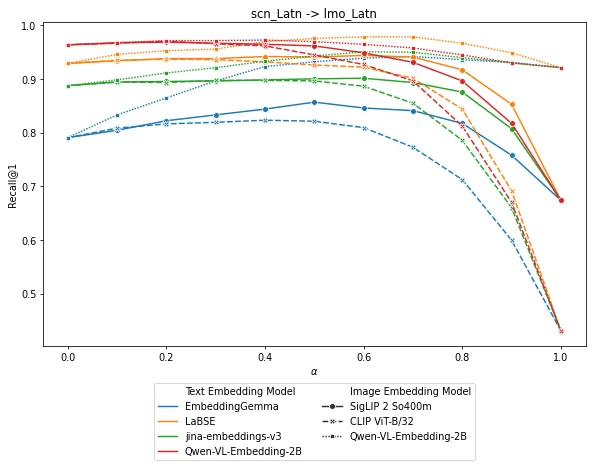 scn_Latn -> lmo_Latn
Recall@1
1.0
0.9
0.8
0.7
0.6
0.5
0.0 0.2 0.4 0.6 0.8 1.0
α
Text Embedding Model Image Embedding Model
EmbeddingGemma SigLIP 2 So400m
LaBSE CLIP ViT-B/32
jina-embeddings-v3 Qwen-VL-Embedding-2B
Qwen-VL-Embedding-2B